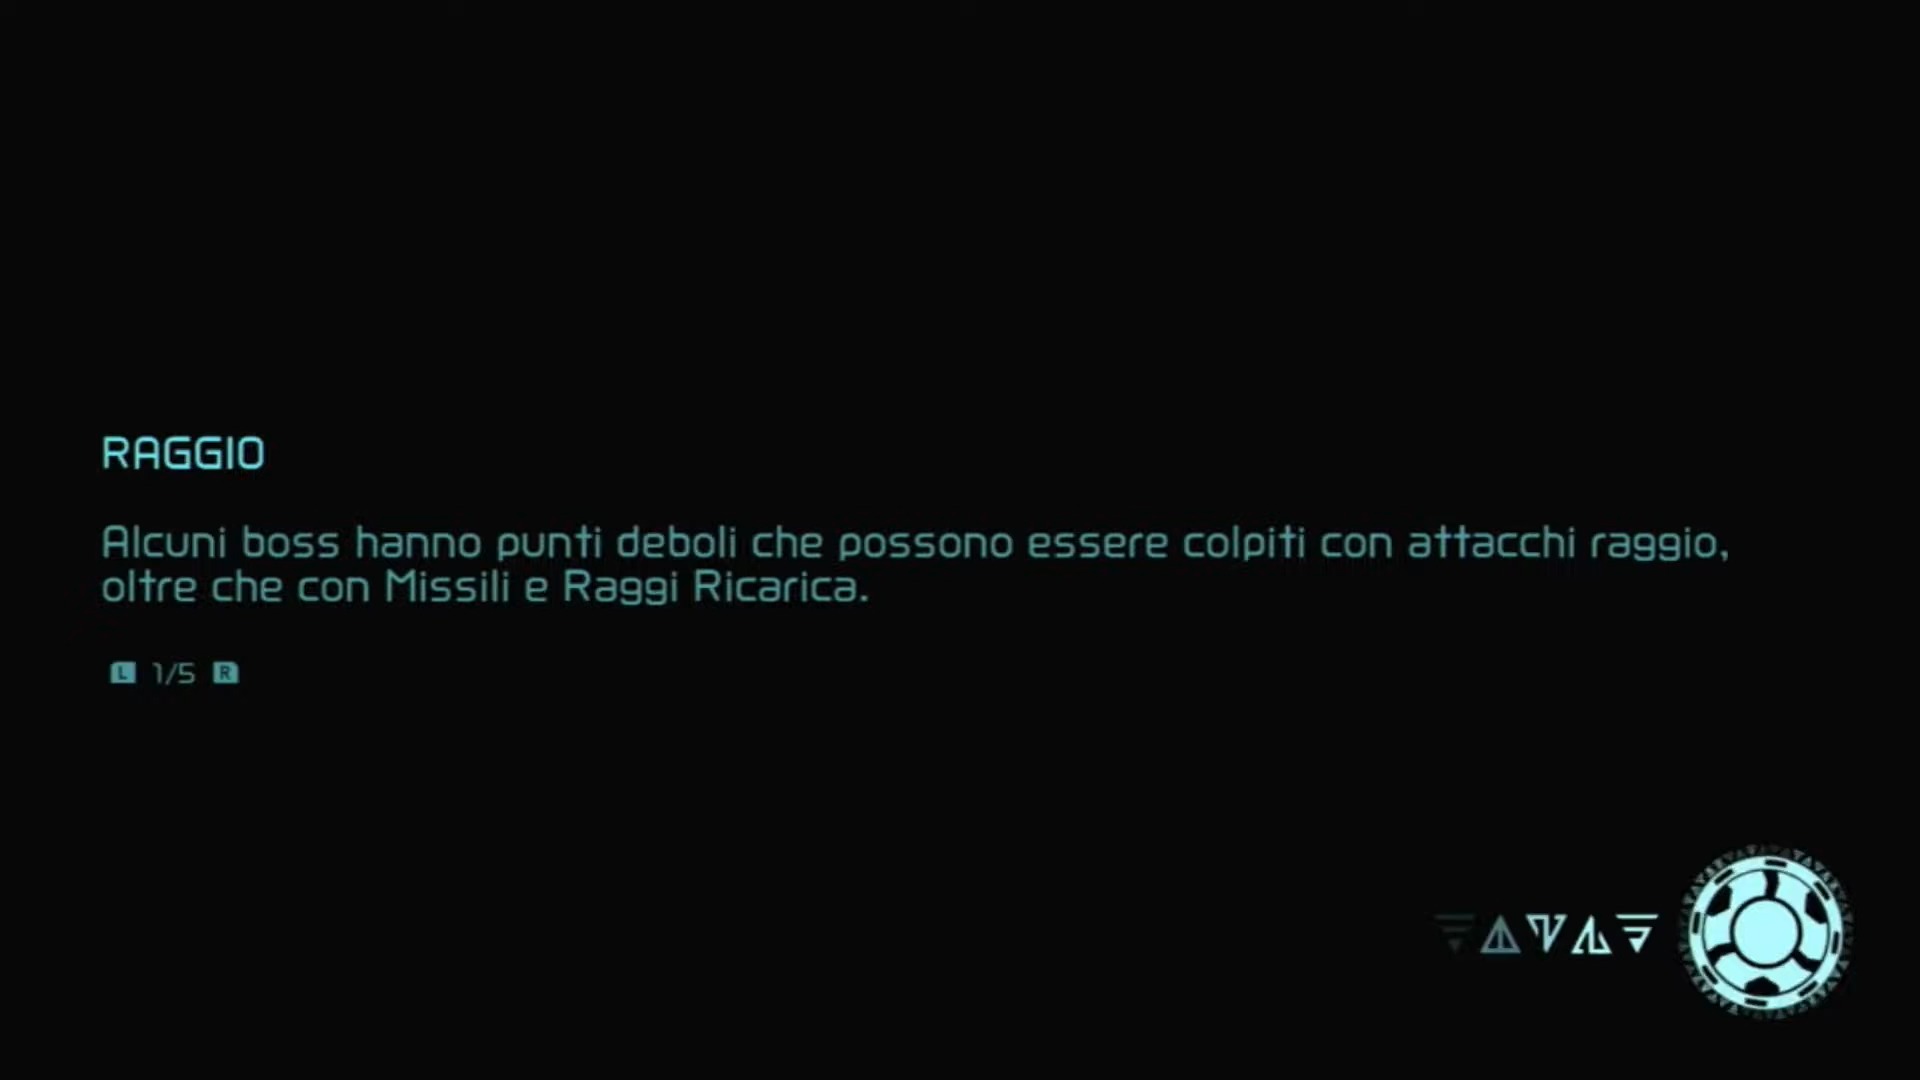 RAGGIO
Alcuni boss hanno punti deboli che possono essere colpiti con attacchi raggio,
oltre che con Missili e Raggi Ricarica.
L 1/5 R